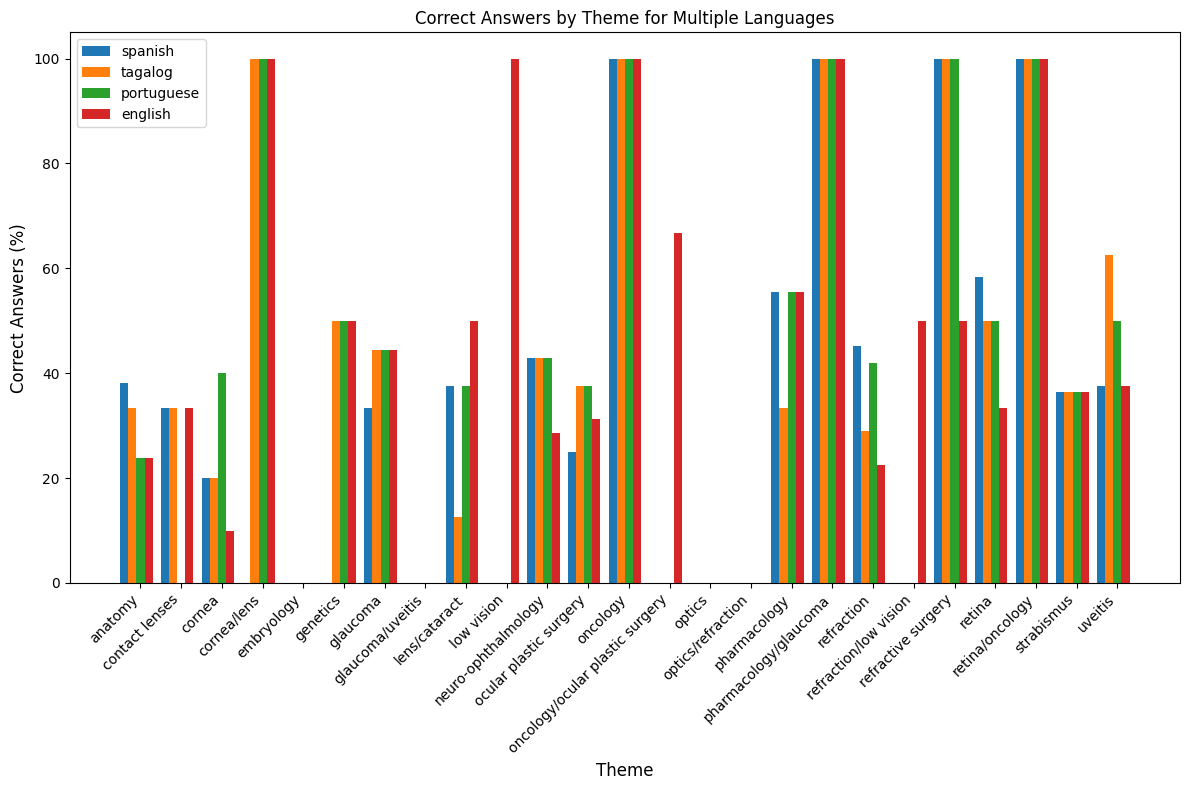 Correct Answers by Theme for Multiple Languages
spanish
tagalog
portuguese
english
Correct Answers (%)
100
80
60
40
20
0
anatomy
contact lenses
cornea
cornea/lens
embryology
genetics
glaucoma
glaucoma/uveitis
lens/cataract
low vision
neuro-ophthalmology
ocular plastic surgery
oncology
oncology/ocular plastic surgery
optics
optics/refraction
pharmacology
pharmacology/glaucoma
refraction
refraction/low vision
refractive surgery
retina
retina/oncology
strabismus
uveitis
Theme